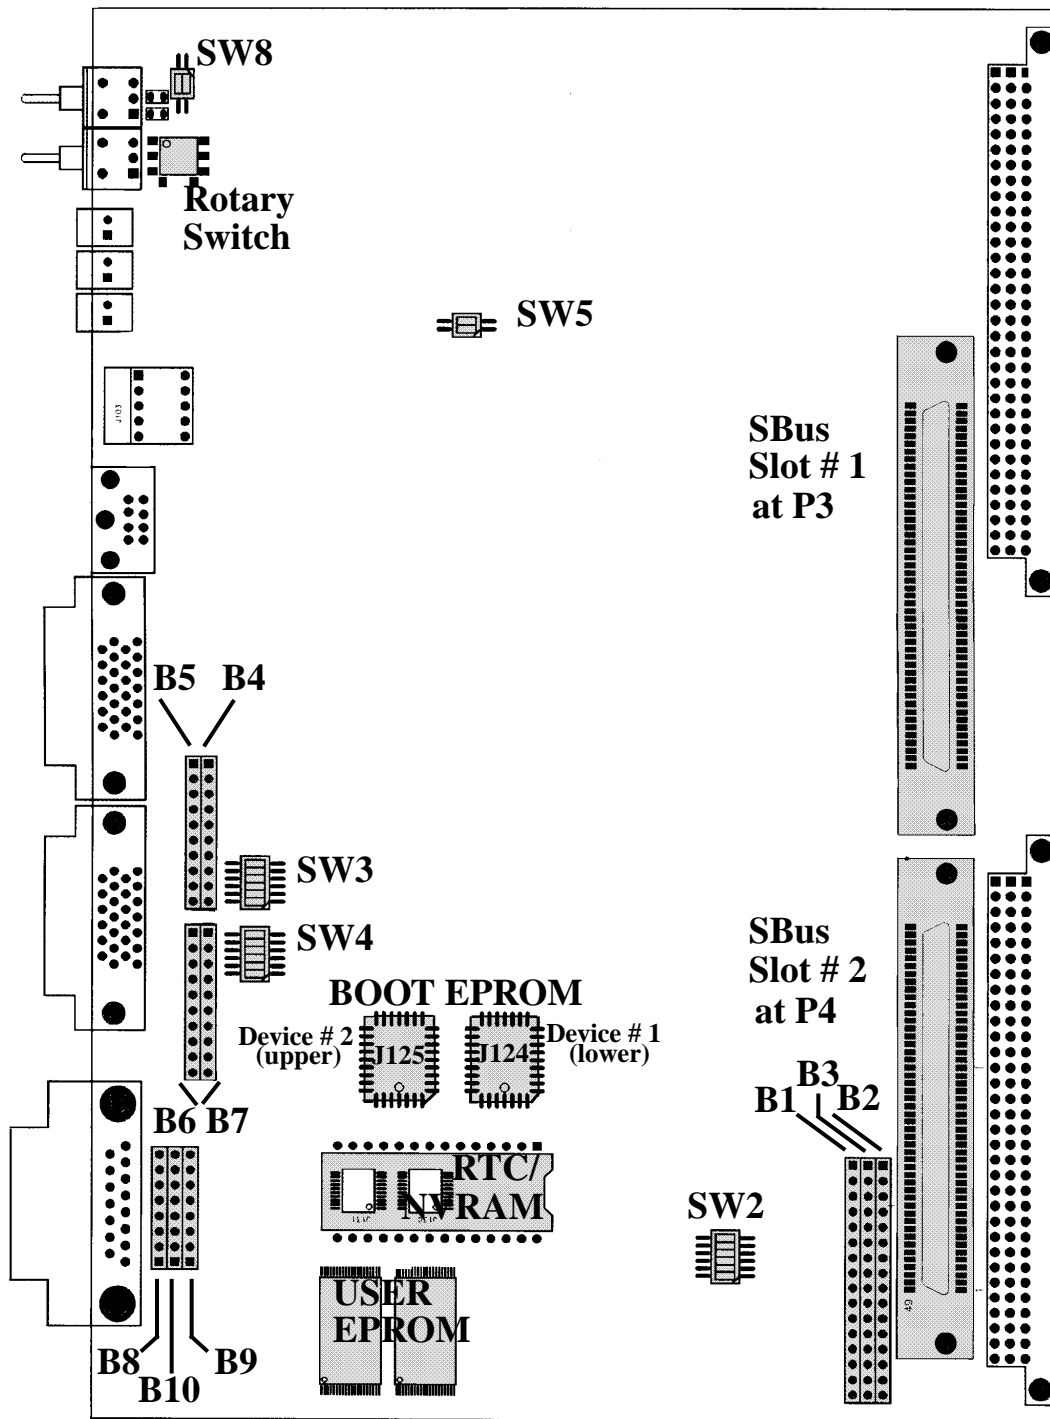 SW8
Rotary
Switch
SW5
J103
SBus
Slot # 1
at P3
B5 B4
SW3
SW4
SBus
Slot # 2
at P4
BOOT EPROM
Device # 2
(upper)
J125
J124
Device # 1
(lower)
B3
B1 B2
B6 B7
RTC/
NVRAM
SW2
USER
EPROM
49
B8 B9
B10